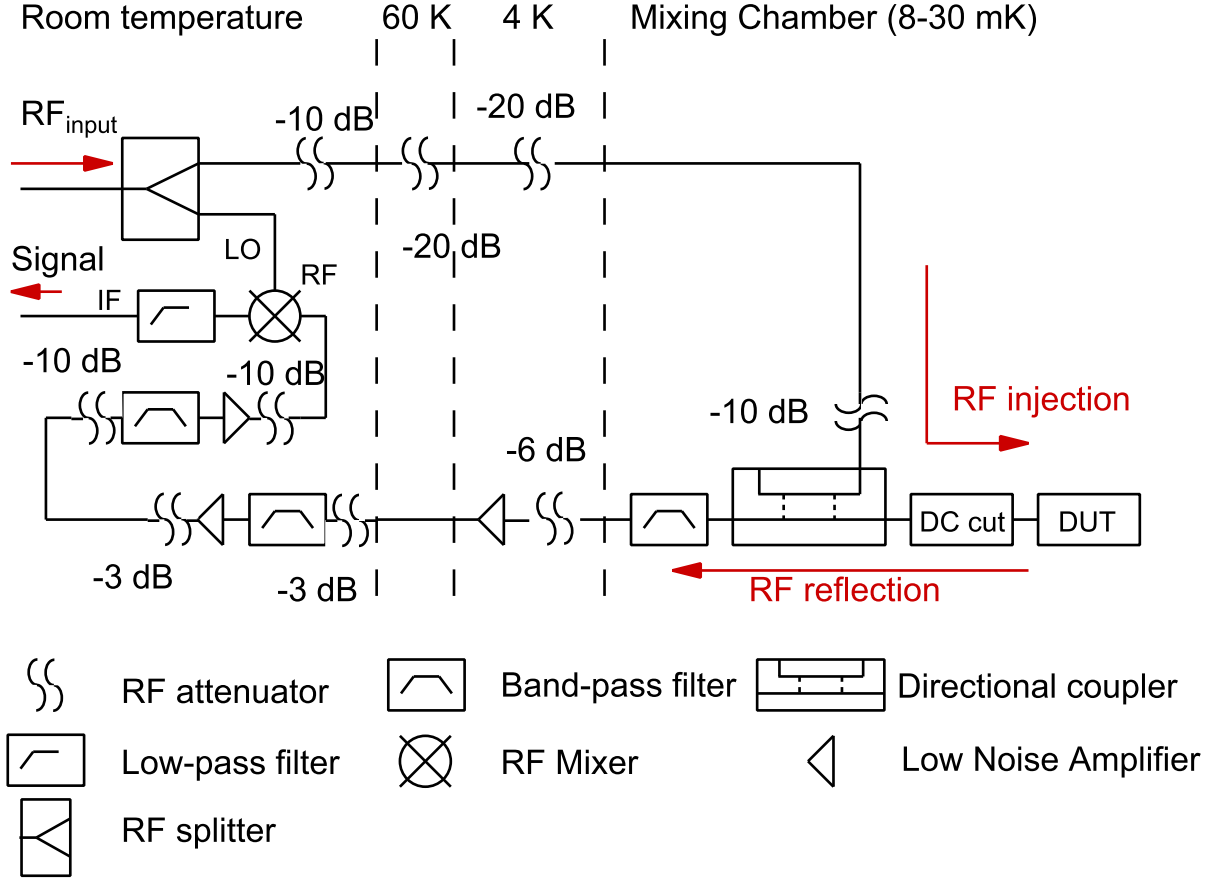 Room temperature
60 K
4 K
Mixing Chamber (8-30 mK)
RFinput
-10 dB
-20 dB
-20 dB
LO
RF
Signal
IF
-10 dB
-10 dB
-10 dB
RF injection
-6 dB
DC cut
DUT
-3 dB
-3 dB
RF reflection
RF attenuator
Band-pass filter
Directional coupler
Low-pass filter
RF Mixer
Low Noise Amplifier
RF splitter